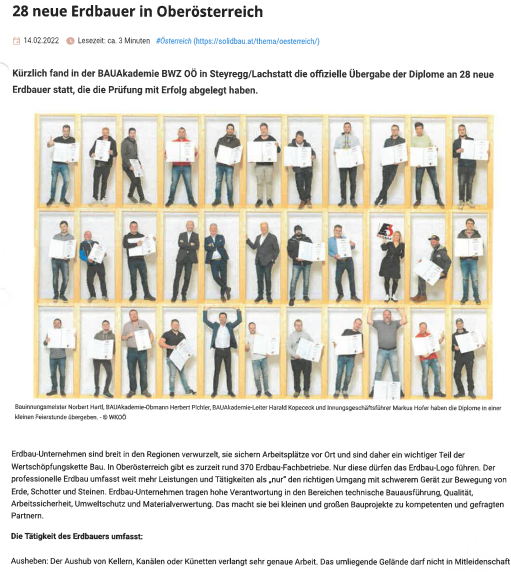 28 neue Erdbauer in Oberösterreich
14.02.2022 Lesezeit: ca. 3 Minuten #Österreich (https://solidbau.at/thema/oesterreich/)
Kürzlich fand in der BAUAkademie BWZ OÖ in Steyregg/Lachstatt die offizielle Übergabe der Diplome an 28 neue
Erdbauer statt, die die Prüfung mit Erfolg abgelegt haben.
Bauinnungsmeister Norbert Hartl, BAUAkademie-Obmann Herbert Pichler, BAUAkademie-Leiter Harald Kopececk und Innungsgeschäftsführer Markus Hofer haben die Diplome in einer
kleinen Feierstunde übergeben. - © WKOÖ
Erdbau-Unternehmen sind breit in den Regionen verwurzelt, sie sichern Arbeitsplätze vor Ort und sind daher ein wichtiger Teil der
Wertschöpfungskette Bau. In Oberösterreich gibt es zurzeit rund 370 Erdbau-Fachbetriebe. Nur diese dürfen das Erdbau-Logo führen. Der
professionelle Erdbau umfasst weit mehr Leistungen und Tätigkeiten als „nur“ den richtigen Umgang mit schwerem Gerät zur Bewegung von
Erde, Schotter und Steinen. Erdbau-Unternehmen tragen hohe Verantwortung in den Bereichen technische Bauausführung, Qualität,
Arbeitssicherheit, Umweltschutz und Materialverwertung. Das macht sie bei kleinen und großen Bauprojekte zu kompetenten und gefragten
Partnern.
Die Tätigkeit des Erdbauers umfasst:
Ausheben: Der Aushub von Kellern, Kanälen oder Künetten verlangt sehr genaue Arbeit. Das umliegende Gelände darf nicht in Mitleidenschaft